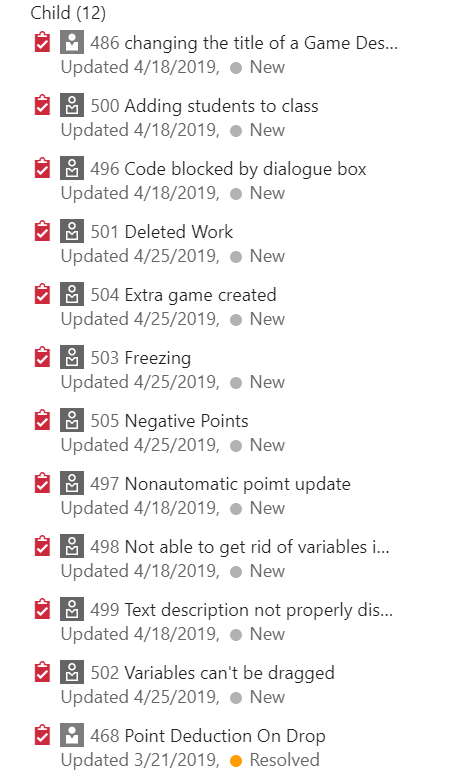 Child (12)
486 changing the title of a Game Des...
Updated 4/18/2019, New
500 Adding students to class
Updated 4/18/2019, New
496 Code blocked by dialogue box
Updated 4/18/2019, New
501 Deleted Work
Updated 4/25/2019, New
504 Extra game created
Updated 4/25/2019, New
503 Freezing
Updated 4/25/2019, New
505 Negative Points
Updated 4/25/2019, New
497 Nonautomatic poimt update
Updated 4/18/2019, New
498 Not able to get rid of variables i...
Updated 4/18/2019, New
499 Text description not properly dis...
Updated 4/18/2019, New
502 Variables can't be dragged
Updated 4/25/2019, New
468 Point Deduction On Drop
Updated 3/21/2019, Resolved